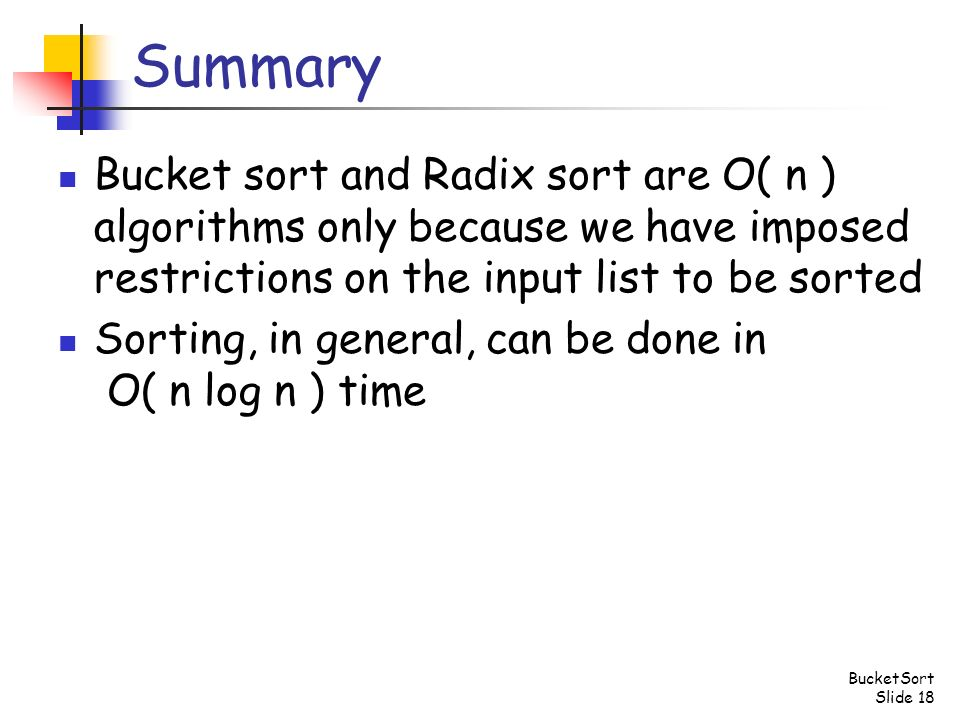 Summary
Bucket sort and Radix sort are O( n )
algorithms only because we have imposed
restrictions on the input list to be sorted
Sorting, in general, can be done in
O( n log n ) time
BucketSort
Slide 18